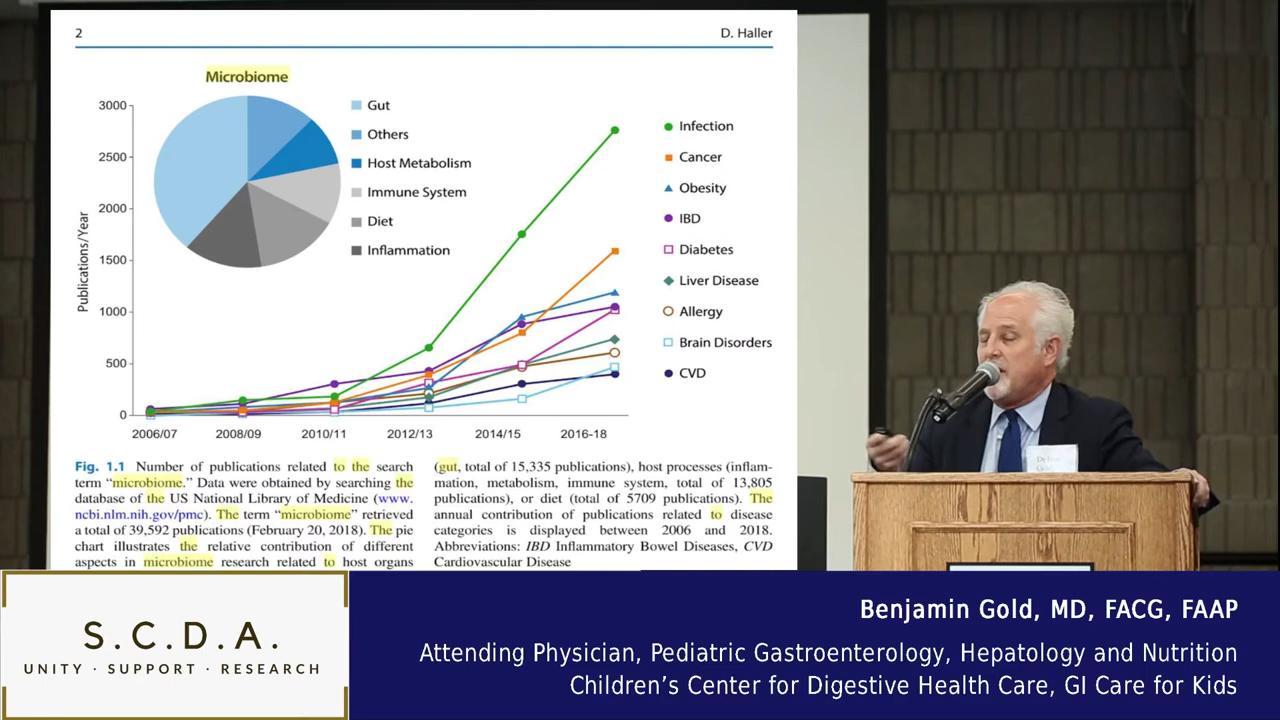 2
D. Haller
Microbiome
Publications/Year
3000
2500
2000
1500
1000
500
0
2006/07
2008/09
2010/11
2012/13
2014/15
2016-18
Gut
Others
Host Metabolism
Immune System
Diet
Inflammation
Infection
Cancer
Obesity
IBD
Diabetes
Liver Disease
Allergy
Brain Disorders
CVD
Fig. 1.1 Number of publications related to the search
term “microbiome.” Data were obtained by searching the
database of the US National Library of Medicine (www.
ncbi.nlm.nih.gov/pmc). The term “microbiome” retrieved
a total of 39,592 publications (February 20, 2018). The pie
chart illustrates the relative contribution of different
aspects in microbiome research related to host organs
(gut, total of 15,335 publications), host processes (inflam-
mation, metabolism, immune system, total of 13,805
publications), or diet (total of 5709 publications). The
annual contribution of publications related to disease
categories is displayed between 2006 and 2018.
Abbreviations: IBD Inflammatory Bowel Diseases, CVD
Cardiovascular Disease
S.C.D.A.
UNITY · SUPPORT · RESEARCH
Benjamin Gold, MD, FACG, FAAP
Attending Physician, Pediatric Gastroenterology, Hepatology and Nutrition
Children’s Center for Digestive Health Care, GI Care for Kids